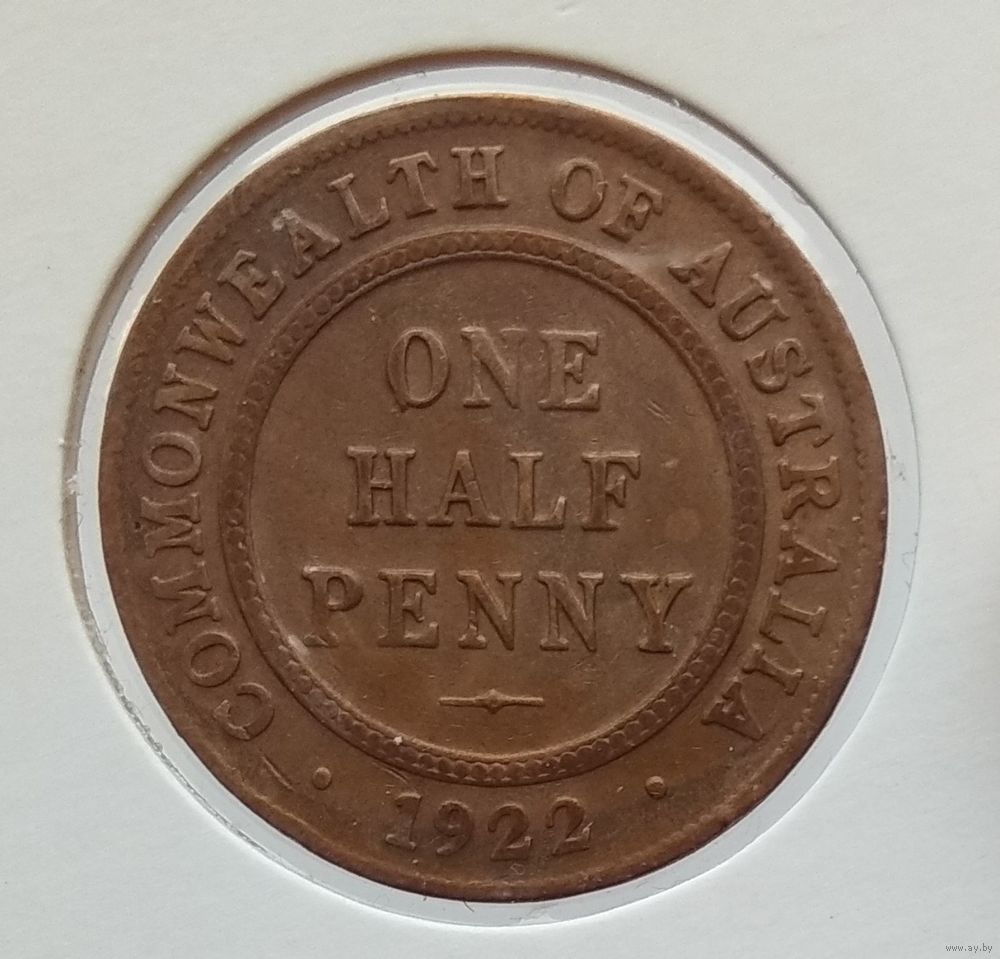 COMMONWEALTH OF AUSTRALIA
ONE
HALF
PENNY
· 1922 ·
www.ay.by